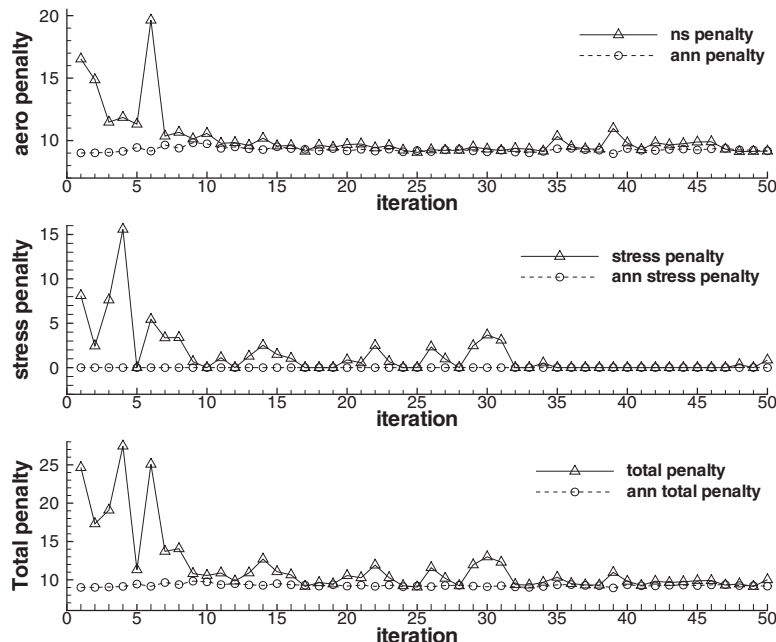 20
15
10
aero penalty
ns penalty
ann penalty
0 5 10 15 20 25 30 35 40 45 50
iteration
15
10
5
0
stress penalty
stress penalty
ann stress penalty
0 5 10 15 20 25 30 35 40 45 50
iteration
25
20
15
10
Total penalty
total penalty
ann total penalty
0 5 10 15 20 25 30 35 40 45 50
iteration